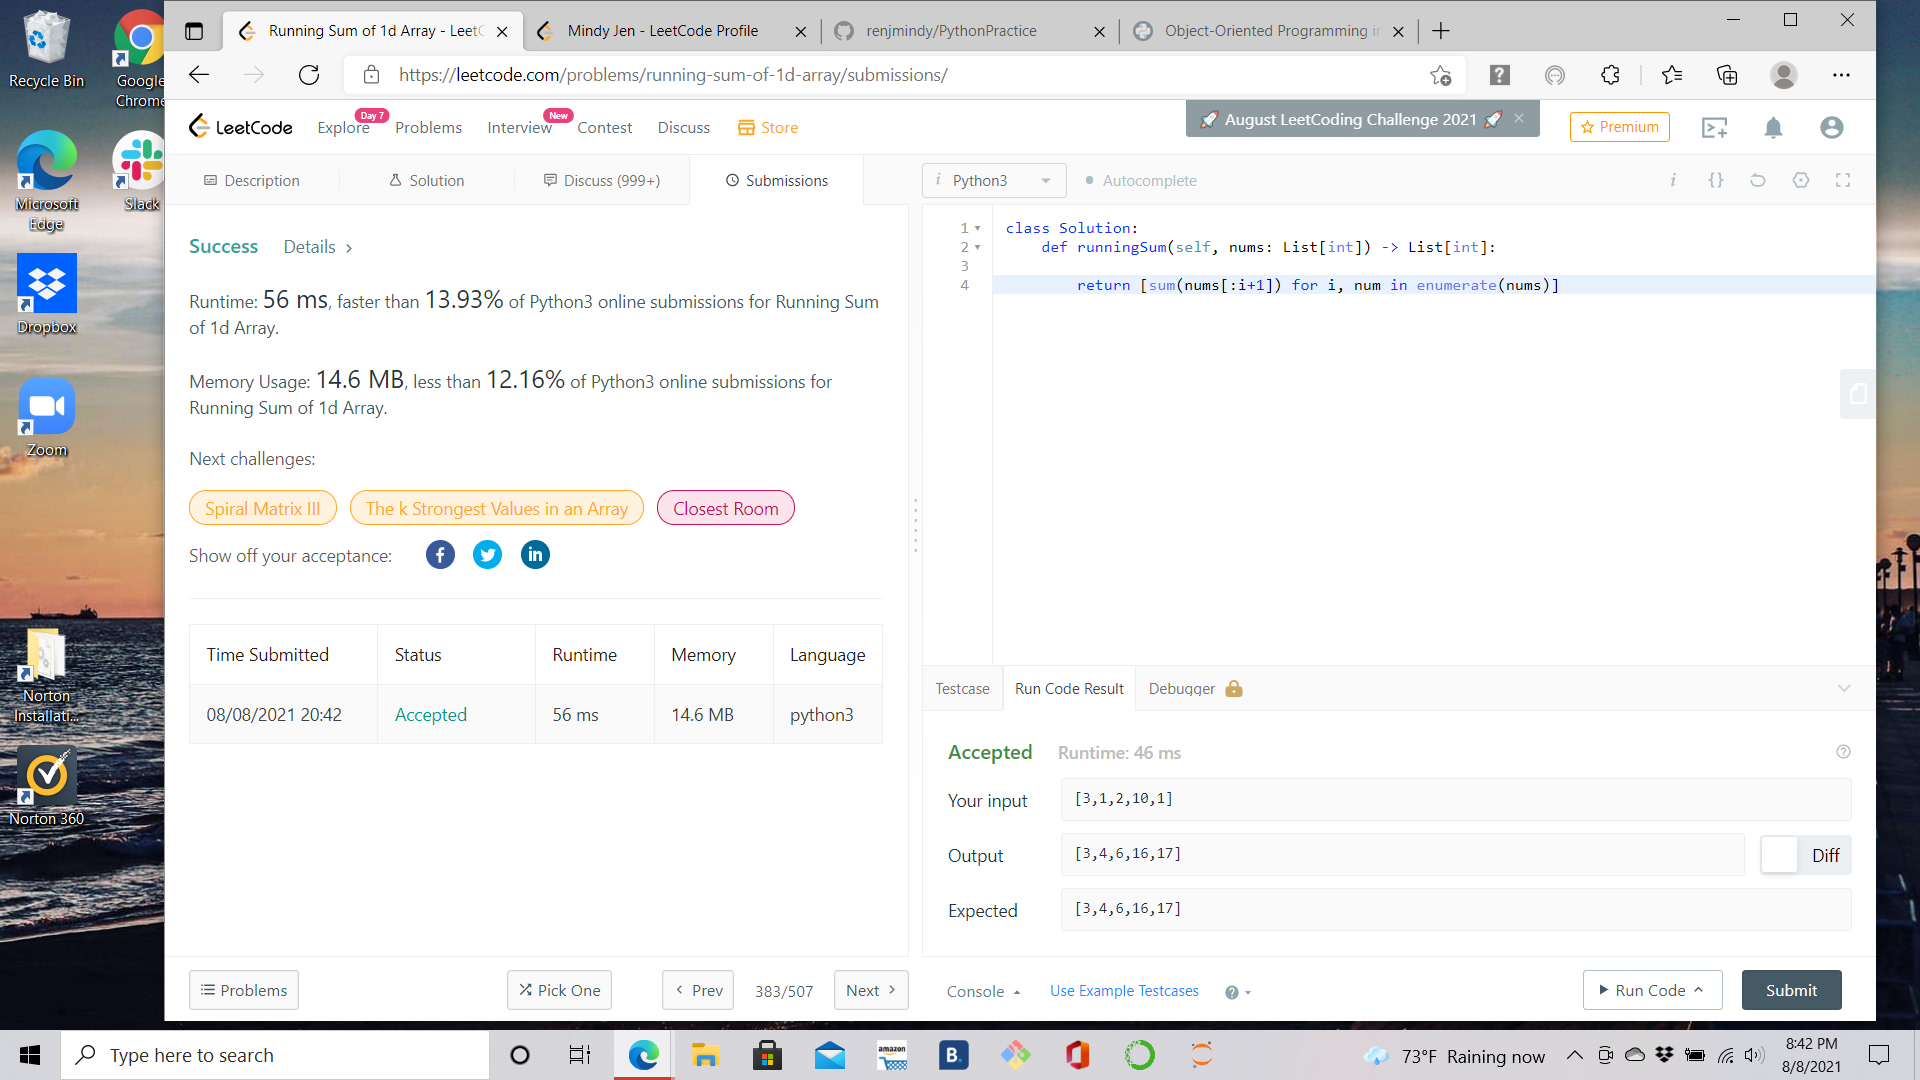 Recycle Bin
Google Chrome
Microsoft Edge
Slack
Dropbox
Zoom
Norton Installati...
Norton 360
Running Sum of 1d Array - LeetC
Mindy Jen - LeetCode Profile
renjmindy/PythonPractice
Object-Oriented Programming in
https://leetcode.com/problems/running-sum-of-1d-array/submissions/
LeetCode
Explore
Day 7
Problems
Interview
New
Contest
Discuss
Store
August LeetCoding Challenge 2021
Premium
Description
Solution
Discuss (999+)
Submissions
i Python3
Autocomplete
i
{}
Success Details >
Runtime: 56 ms, faster than 13.93% of Python3 online submissions for Running Sum
of 1d Array.
Memory Usage: 14.6 MB, less than 12.16% of Python3 online submissions for
Running Sum of 1d Array.
Next challenges:
Spiral Matrix III
The k Strongest Values in an Array
Closest Room
Show off your acceptance:
Time Submitted Status Runtime Memory Language
08/08/2021 20:42 Accepted 56 ms 14.6 MB python3
1 class Solution:
2 def runningSum(self, nums: List[int]) -> List[int]:
3
4 return [sum(nums[:i+1]) for i, num in enumerate(nums)]
Testcase
Run Code Result
Debugger
Accepted Runtime: 46 ms
Your input [3,1,2,10,1]
Output [3,4,6,16,17]
Diff
Expected [3,4,6,16,17]
Problems
Pick One
< Prev
383/507
Next >
Console
Use Example Testcases
Run Code
Submit
Type here to search
amazon
B.
73°F Raining now
8:42 PM
8/8/2021